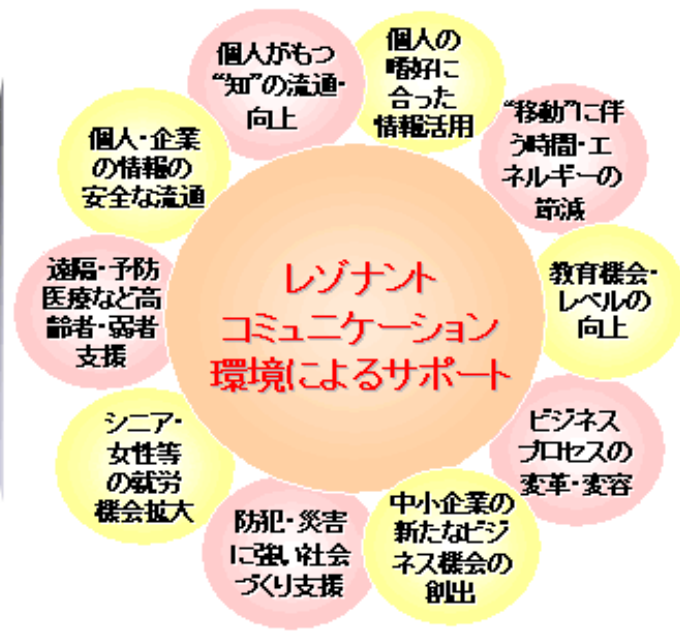 個人がもつ
“知”の流通・
向上
個人の
嗜好に
合った
情報活用
“移動”に伴
う時間・エ
ネルギーの
節減
教育機会・
レベルの
向上
ビジネス
プロセスの
変革・変容
中小企業の
新たなビジ
ネス機会の
創出
防犯・災害
に強い社会
づくり支援
シニア・
女性等
の就労
機会拡大
遠隔・予防
医療など高
齢者・弱者
支援
個人・企業
の情報の
安全な流通
レゾナント
コミュニケーション
環境によるサポート